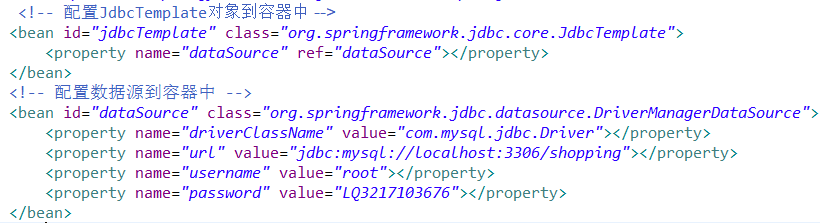 <!-- 配置JdbcTemplate对象到容器中-->
<bean id="jdbcTemplate" class="org.springframework.jdbc.core.JdbcTemplate">
<property name="dataSource" ref="dataSource"></property>
</bean>
<!-- 配置数据源到容器中 -->
<bean id="dataSource" class="org.springframework.jdbc.datasource.DriverManagerDataSource">
<property name="driverClassName" value="com.mysql.jdbc.Driver"></property>
<property name="url" value="jdbc:mysql://localhost:3306/shopping"></property>
<property name="username" value="root"></property>
<property name="password" value="LQ3217103676"></property>
</bean>